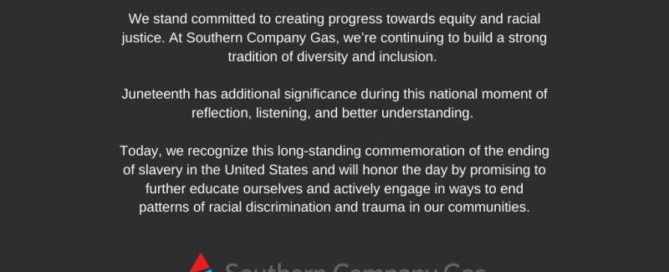 We stand committed to creating progress towards equity and racial
justice. At Southern Company Gas, we're continuing to build a strong
tradition of diversity and inclusion.
Juneteenth has additional significance during this national moment of
reflection, listening, and better understanding.
Today, we recognize this long-standing commemoration of the ending
of slavery in the United States and will honor the day by promising to
further educate ourselves and actively engage in ways to end
patterns of racial discrimination and trauma in our communities.
Southern Company Gas